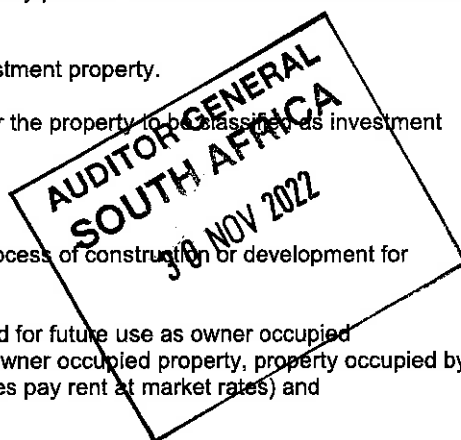 stment property.
r the property to be classified as investment
AUDITOR GENERAL
SOUTH AFRICA
30 NOV 2022
ocess of construction or development for
d for future use as owner occupied
wner occupied property, property occupied by
es pay rent at market rates) and